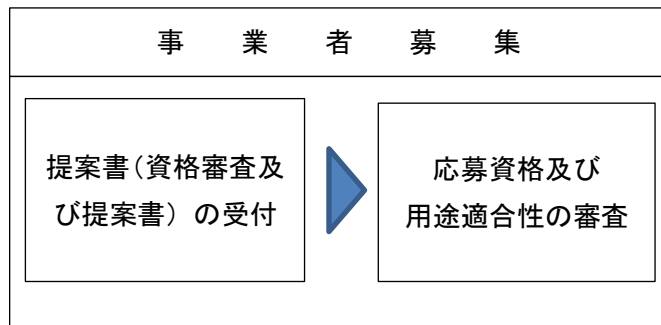 事業者募集
提案書(資格審査及
び提案書) の受付
応募資格及び
用途適合性の審査